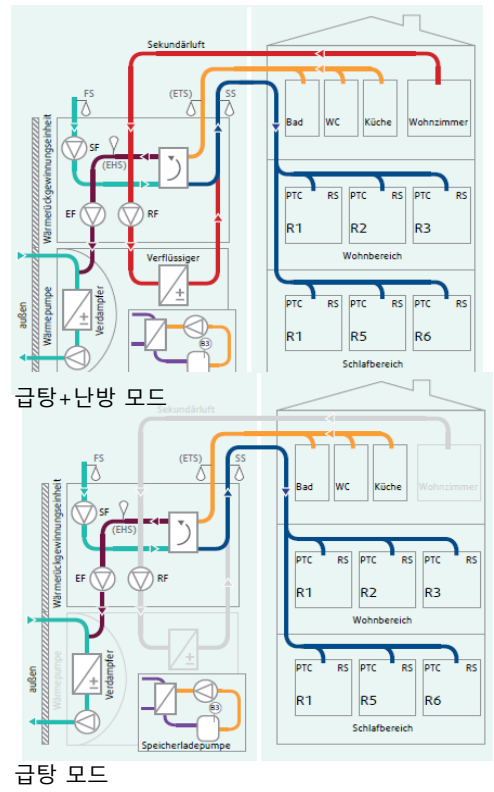 Sekundärluft
FS
(ETS)
SS
SF
(EHS)
EF
RF
Wärmerückgewinnungseinheit
Bad
WC
Küche
Wohnzimmer
PTC RS
PTC RS
PTC RS
R1
R2
R3
Wohnbereich
PTC RS
PTC RS
PTC RS
R1
R5
R6
Schlafbereich
außen
Wärmepumpe
Verdampfer
Verflüssiger
B3
급탕+난방 모드
Sekundärluft
FS
(ETS)
SS
SF
(EHS)
EF
RF
Wärmerückgewinnungseinheit
Bad
WC
Küche
Wohnzimmer
PTC RS
PTC RS
PTC RS
R1
R2
R3
Wohnbereich
PTC RS
PTC RS
PTC RS
R1
R5
R6
Schlafbereich
außen
Wärmepumpe
Verdampfer
B3
Speicherladepumpe
급탕 모드